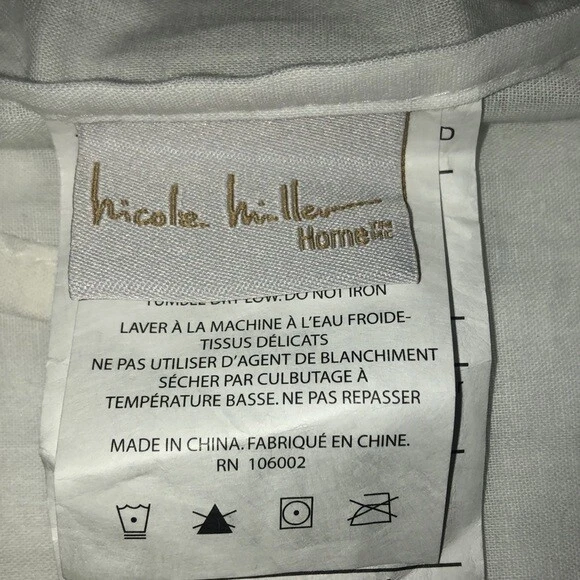 nicole miller
Home
D
TUMBLE DRY LOW. DO NOT IRON
LAVER À LA MACHINE À L'EAU FROIDE-
TISSUS DÉLICATS
NE PAS UTILISER D'AGENT DE BLANCHIMENT
SÉCHER PAR CULBUTAGE À
TEMPÉRATURE BASSE. NE PAS REPASSER
MADE IN CHINA. FABRIQUÉ EN CHINE.
RN 106002